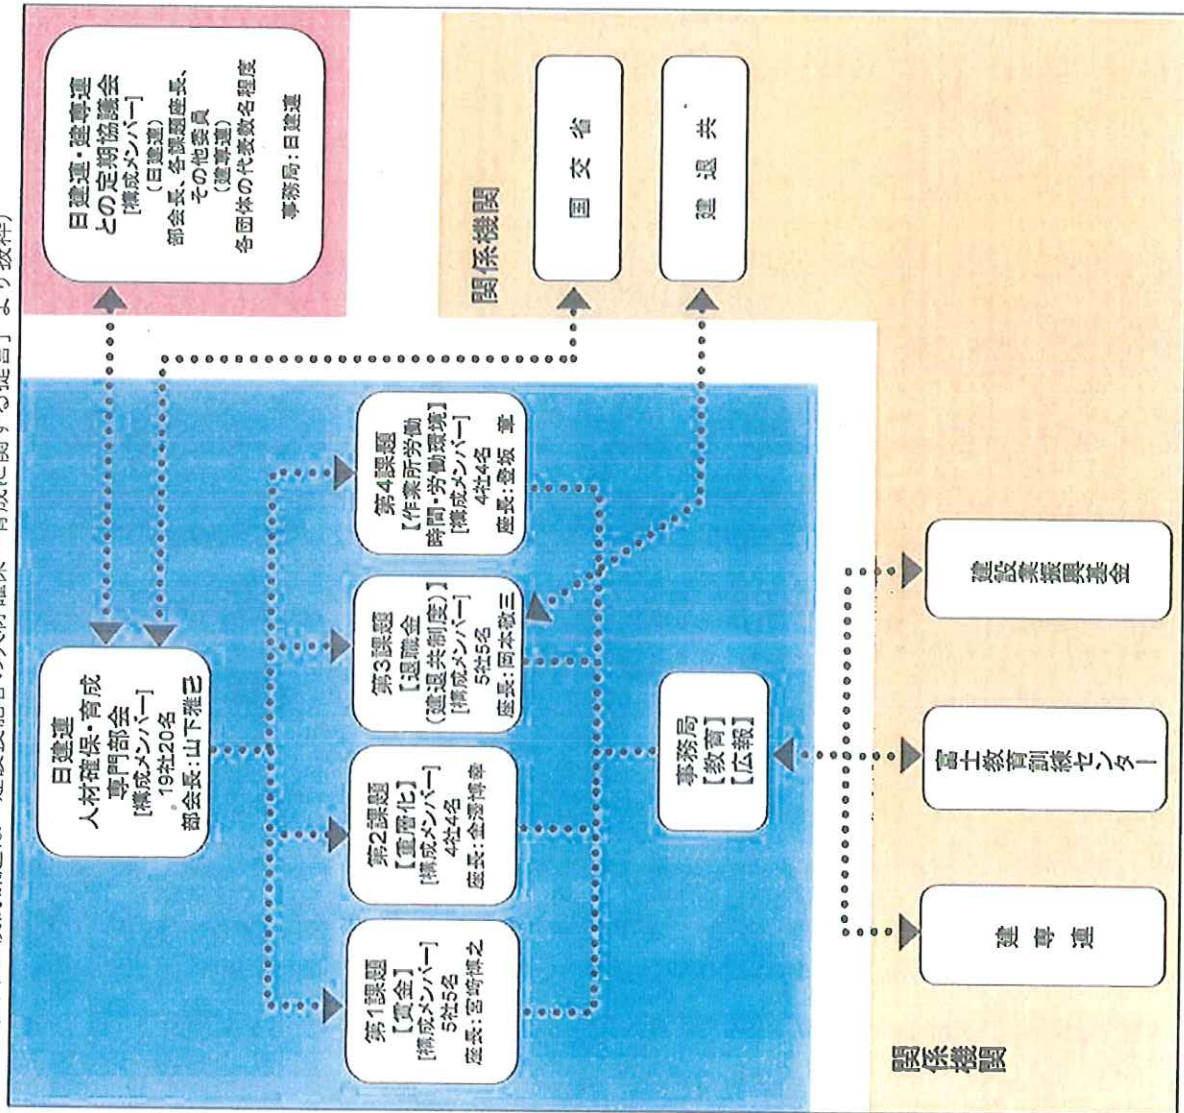 育成に関する提言」より抜粋)
日建連
人材確保・育成
専門部会
[構成メンバー]
19社20名
部会長:山下雅己
日建連・建専連
との定期協議会
[構成メンバー]
(日建連)
部会長、各課題座長、
その他委員
(建専連)
各団体の代表数名程度
事務局:日建連
第1課題
【賃金】
[構成メンバー]
5社5名
座長:宮崎博之
第2課題
【重層化】
[構成メンバー]
4社4名
座長:金澤博幸
第3課題
【退職金
(建退共制度)】
[構成メンバー]
5社5名
座長:岡本敬三
第4課題
【作業所労働
時間・労働環境】
[構成メンバー]
4社4名
座長:登坂 章
関係機関
国交省
建退共
事務局
【教育】
【広報】
関係機関
建専連
富士教育訓練センター
建設業振興基金